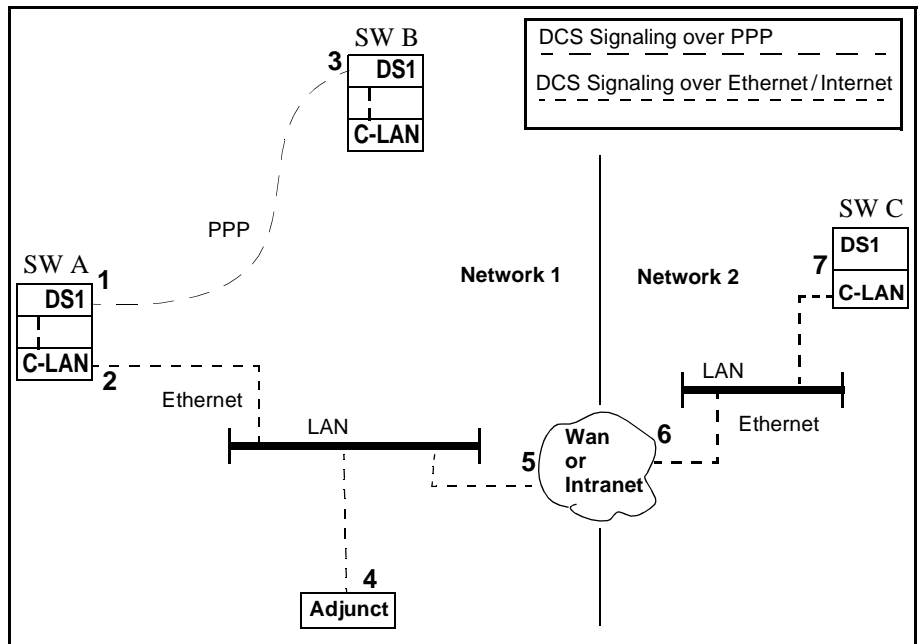 SW B
DCS Signaling over PPP
3
DS1
DCS Signaling over Ethernet/Internet
C-LAN
SW C
PPP
DS1
SW A
1
Network 1
Network 2
7
DS1
C-LAN
C-LAN
2
LAN
Ethernet
LAN
Ethernet
5
Wan
or
Intranet
6
4
Adjunct